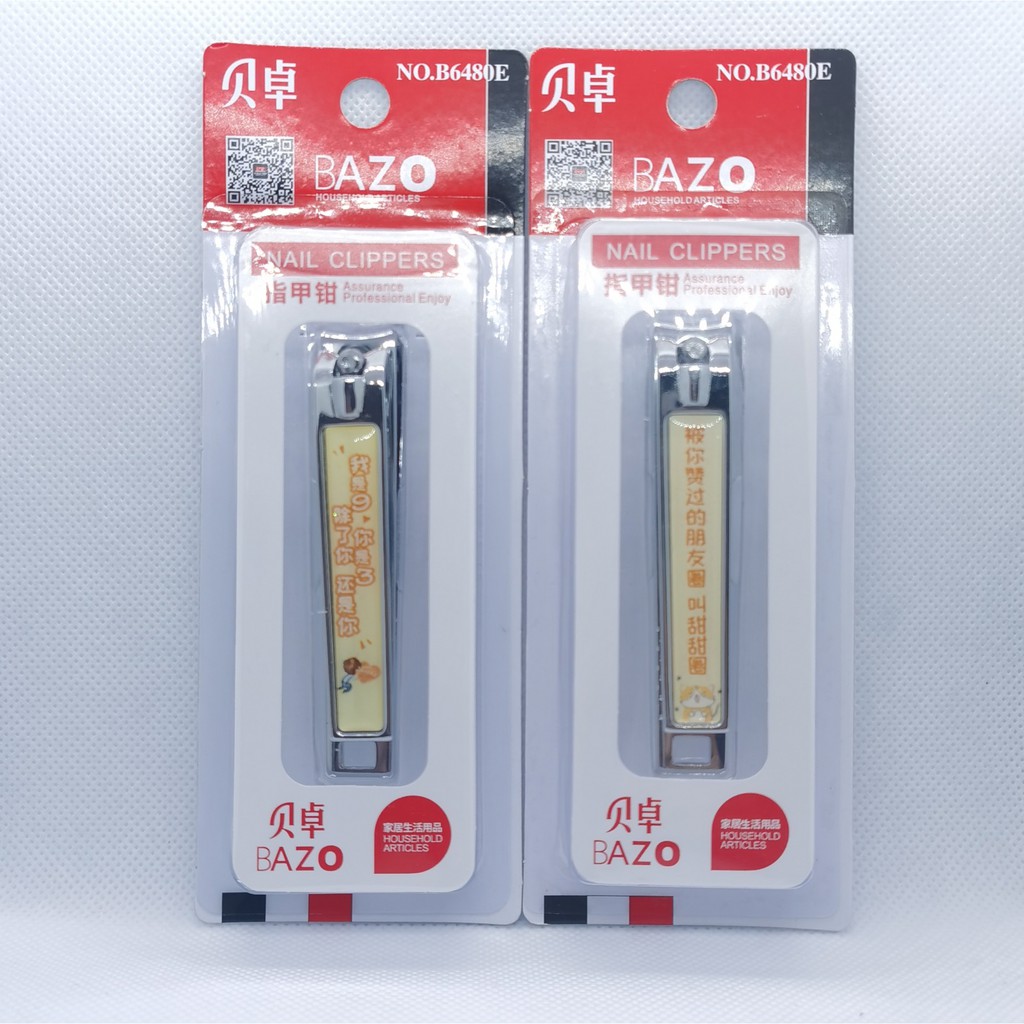 贝卓
NO.B6480E
BAZO
HOUSEHOLD ARTICLES
NAIL CLIPPERS
指甲钳
Assurance
Professional Enjoy
我是9 你是3
除了你 还是你
贝卓
BAZO
家居生活用品
HOUSEHOLD
ARTICLES
贝卓
NO.B6480E
BAZO
HOUSEHOLD ARTICLES
NAIL CLIPPERS
指甲钳
Assurance
Professional Enjoy
被你赞过的朋友圈 叫甜甜圈
贝卓
BAZO
家居生活用品
HOUSEHOLD
ARTICLES